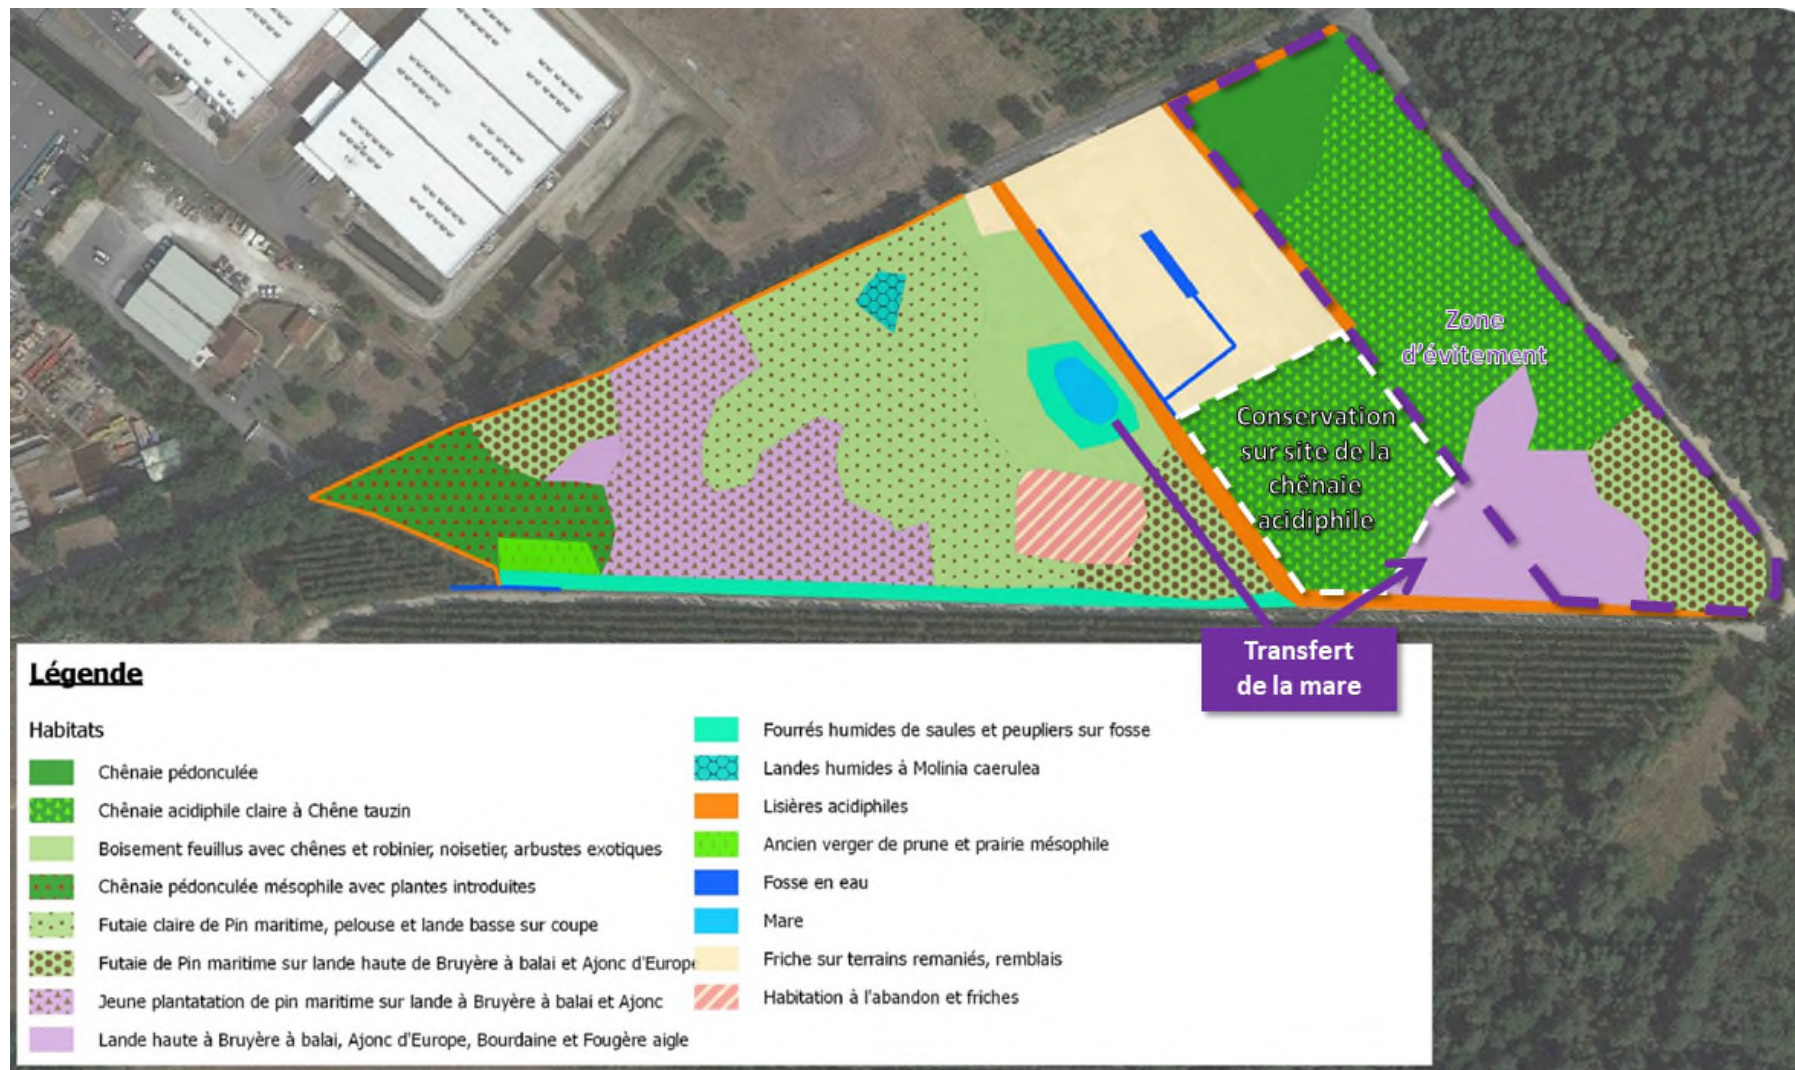 Zone
d'évitement
Conservation
sur site de la
chênaie
acidiphile
Transfert
de la mare
Légende
Habitats
Chênaie pédonculée
Chênaie acidiphile claire à Chêne tauzin
Boisement feuillus avec chênes et robinier, noisetier, arbustes exotiques
Chênaie pédonculée mésophile avec plantes introduites
Futaie claire de Pin maritime, pelouse et lande basse sur coupe
Futaie de Pin maritime sur lande haute de Bruyère à balai et Ajonc d'Europe
Jeune plantatation de pin maritime sur lande à Bruyère à balai et Ajonc
Lande haute à Bruyère à balai, Ajonc d'Europe, Bourdaine et Fougère aigle
Fourrés humides de saules et peupliers sur fosse
Landes humides à Molinia caerulea
Lisières acidiphiles
Ancien verger de prune et prairie mésophile
Fosse en eau
Mare
Friche sur terrains remaniés, remblais
Habitation à l'abandon et friches